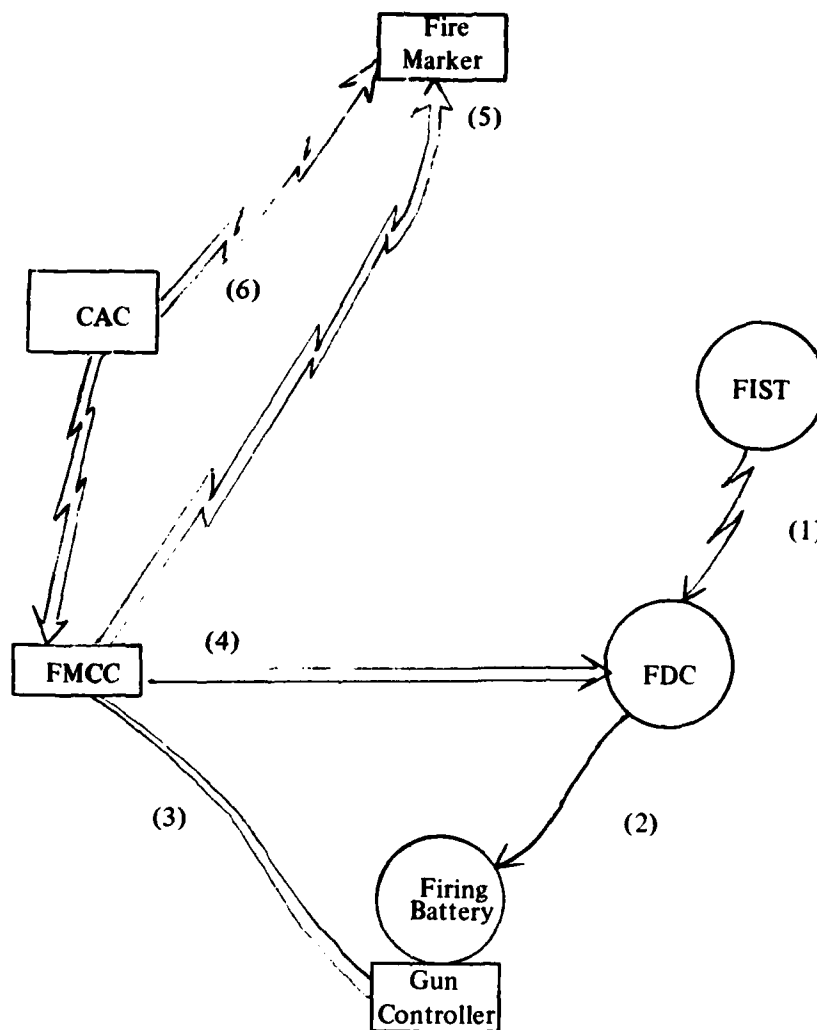 Fire
Marker
(5)
(6)
CAC
FIST
(1)
(4)
FMCC
FDC
(3)
(2)
Firing
Battery
Gun
Controller